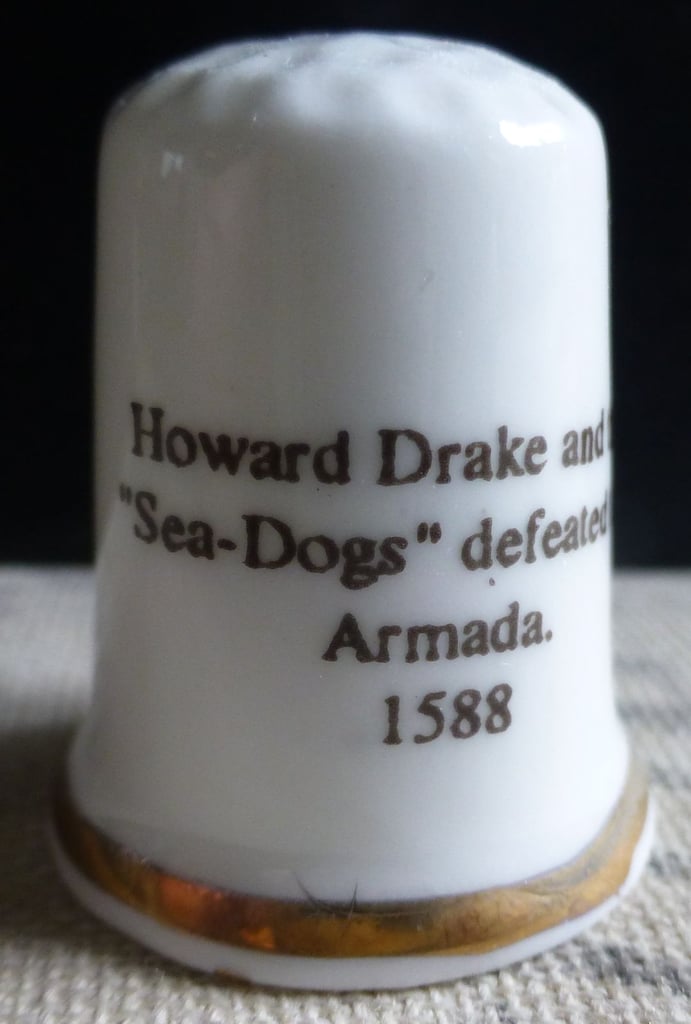 Howard Drake and
"Sea-Dogs" defeated
Armada.
1588